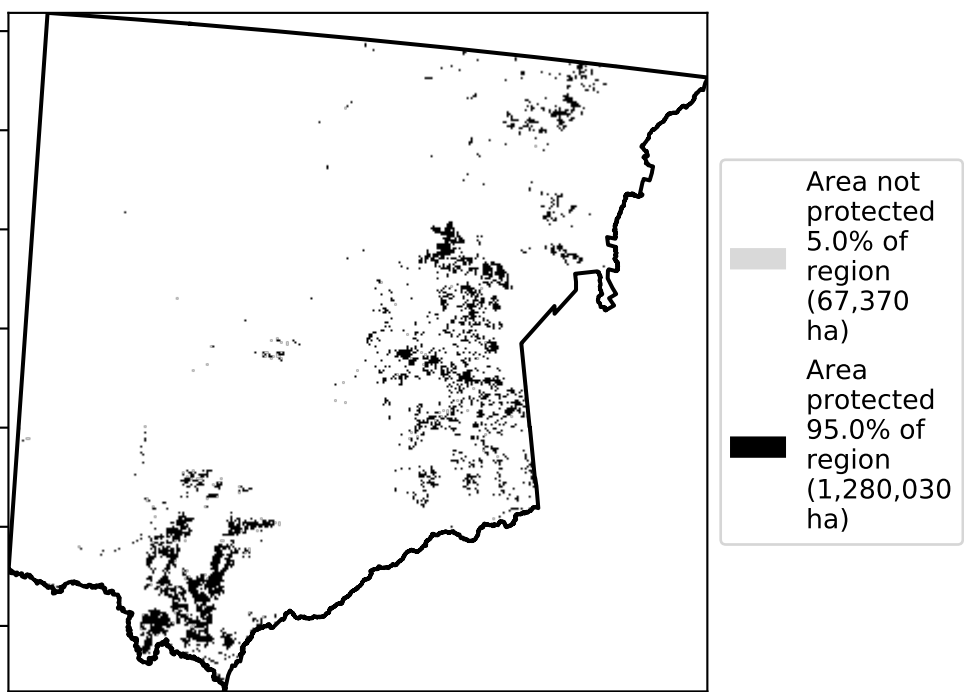 Area not
protected
5.0% of
region
(67,370
ha)
Area
protected
95.0% of
region
(1,280,030
ha)